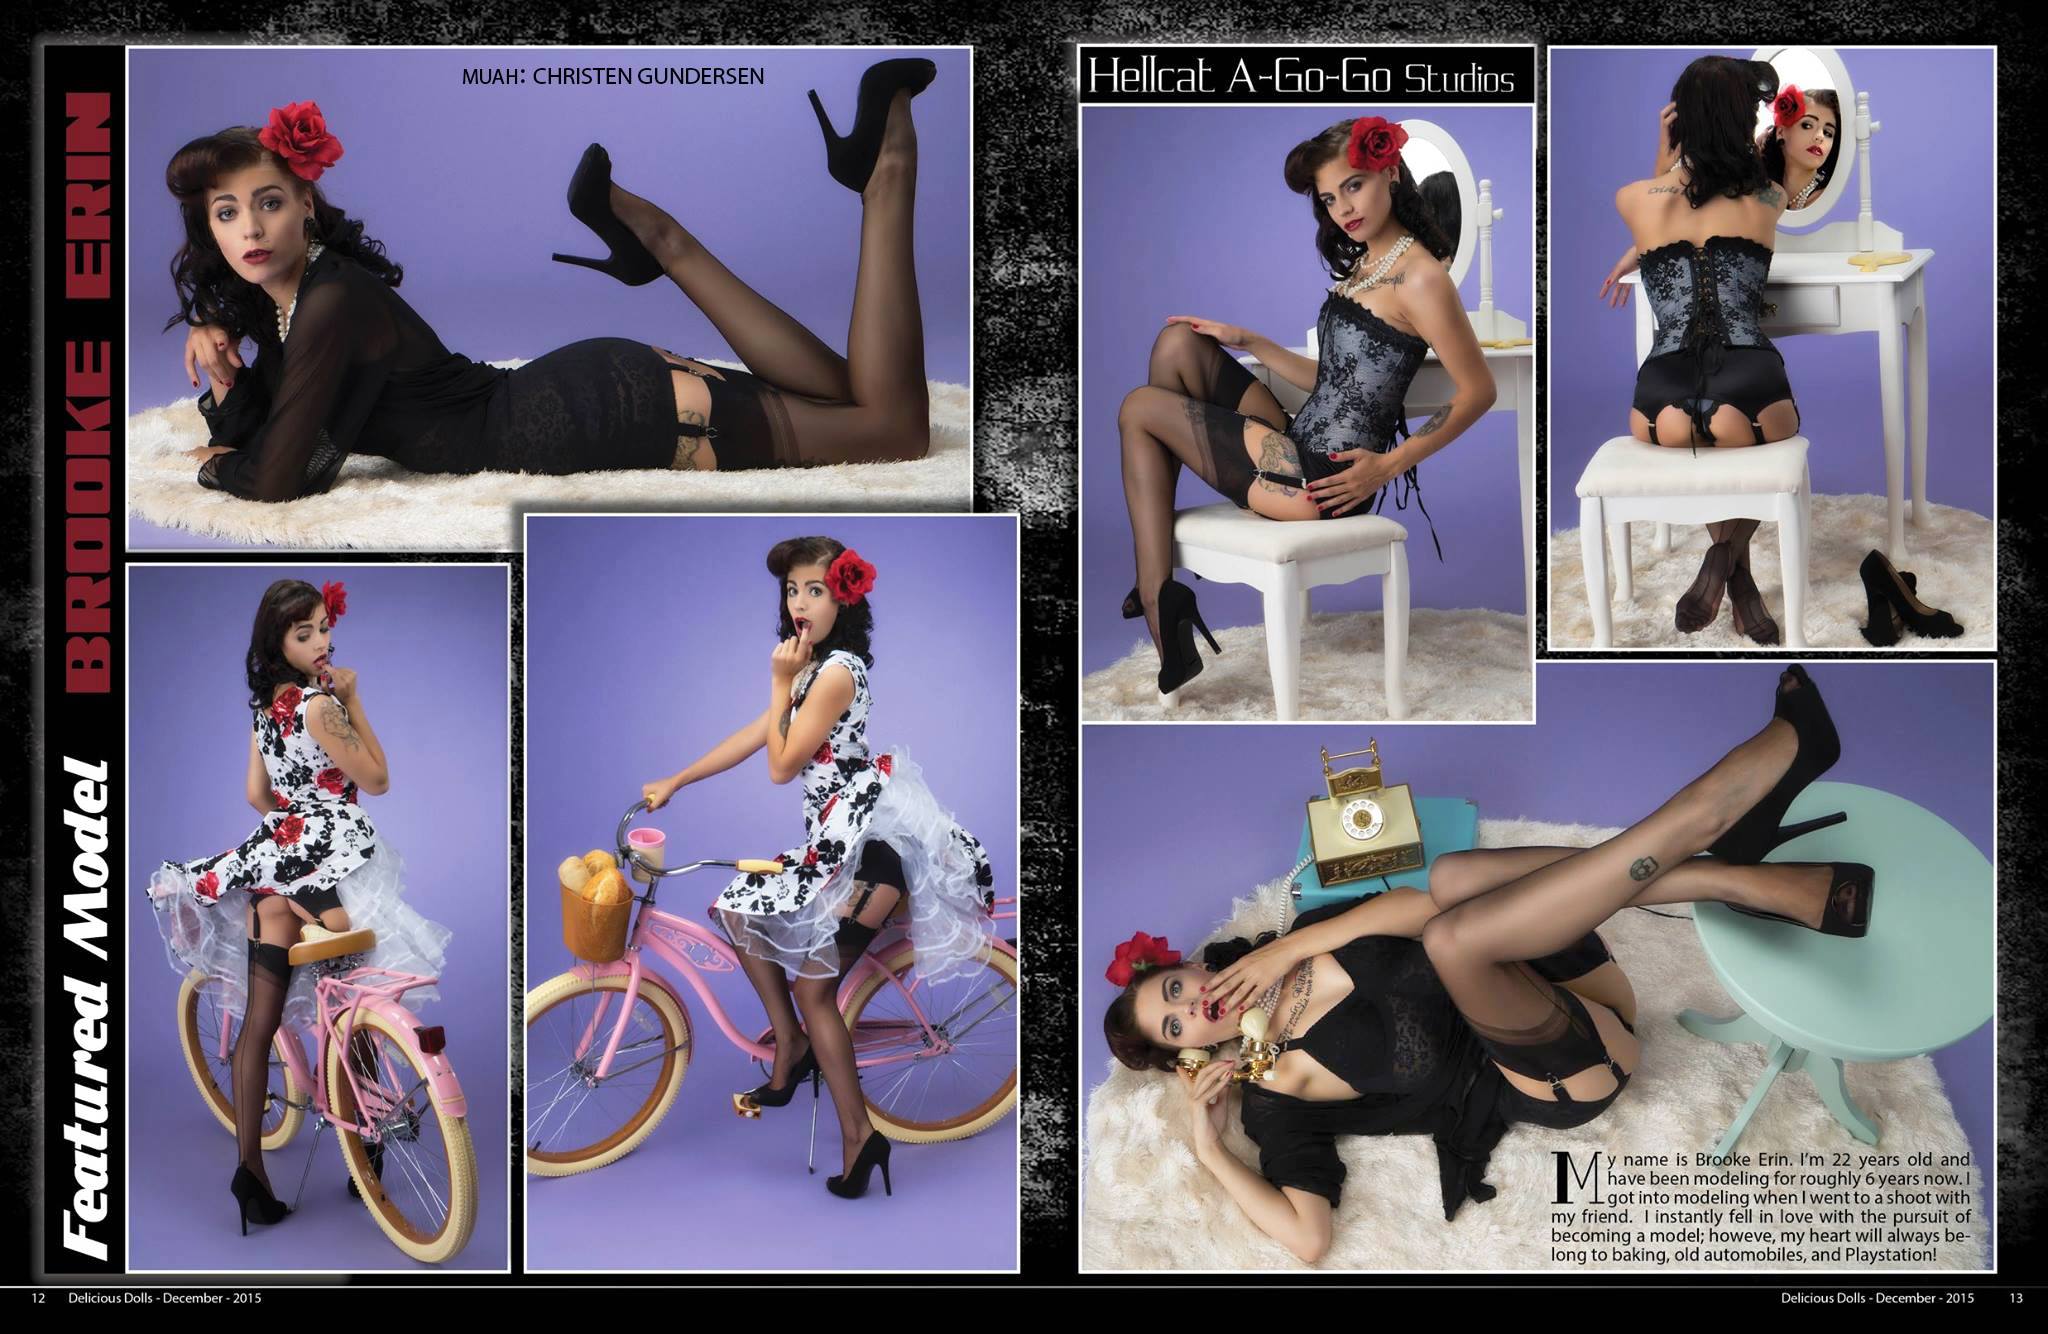 Featured Model BROOKE ERIN
MUAH: CHRISTEN GUNDERSEN
Hellcat A-Go-Go Studios
My name is Brooke Erin. I'm 22 years old and
have been modeling for roughly 6 years now. I
got into modeling when I went to a shoot with
my friend. I instantly fell in love with the pursuit of
becoming a model; howeve, my heart will always be-
long to baking, old automobiles, and Playstation!
12 Delicious Dolls - December - 2015
Delicious Dolls - December - 2015 13